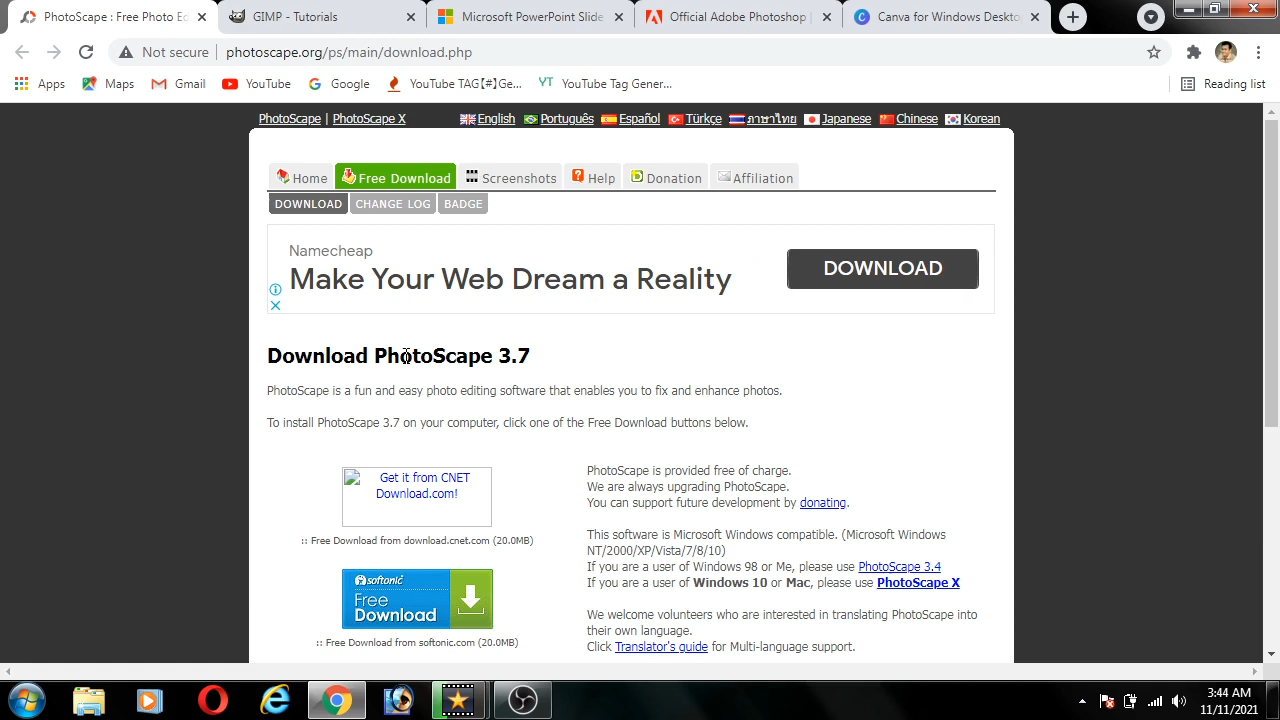 PhotoScape : Free Photo Ed
GIMP - Tutorials
Microsoft PowerPoint Slide
Official Adobe Photoshop
Canva for Windows Deskto
Not secure
photoscape.org/ps/main/download.php
Apps
Maps
Gmail
YouTube
Google
YouTube TAG【#】Ge...
YT YouTube Tag Gener...
Reading list
PhotoScape | PhotoScape X
English
Português
Español
Türkçe
ภาษาไทย
Japanese
Chinese
Korean
Home
Free Download
Screenshots
Help
Donation
Affiliation
DOWNLOAD
CHANGE LOG
BADGE
Namecheap
Make Your Web Dream a Reality
DOWNLOAD
Download PhotoScape 3.7
PhotoScape is a fun and easy photo editing software that enables you to fix and enhance photos.
To install PhotoScape 3.7 on your computer, click one of the Free Download buttons below.
Get it from CNET
Download.com!
:: Free Download from download.cnet.com (20.0MB)
softonic
Free
Download
:: Free Download from softonic.com (20.0MB)
PhotoScape is provided free of charge.
We are always upgrading PhotoScape.
You can support future development by donating.
This software is Microsoft Windows compatible. (Microsoft Windows
NT/2000/XP/Vista/7/8/10)
If you are a user of Windows 98 or Me, please use PhotoScape 3.4
If you are a user of Windows 10 or Mac, please use PhotoScape X
We welcome volunteers who are interested in translating PhotoScape into
their own language.
Click Translator's guide for Multi-language support.
3:44 AM
11/11/2021